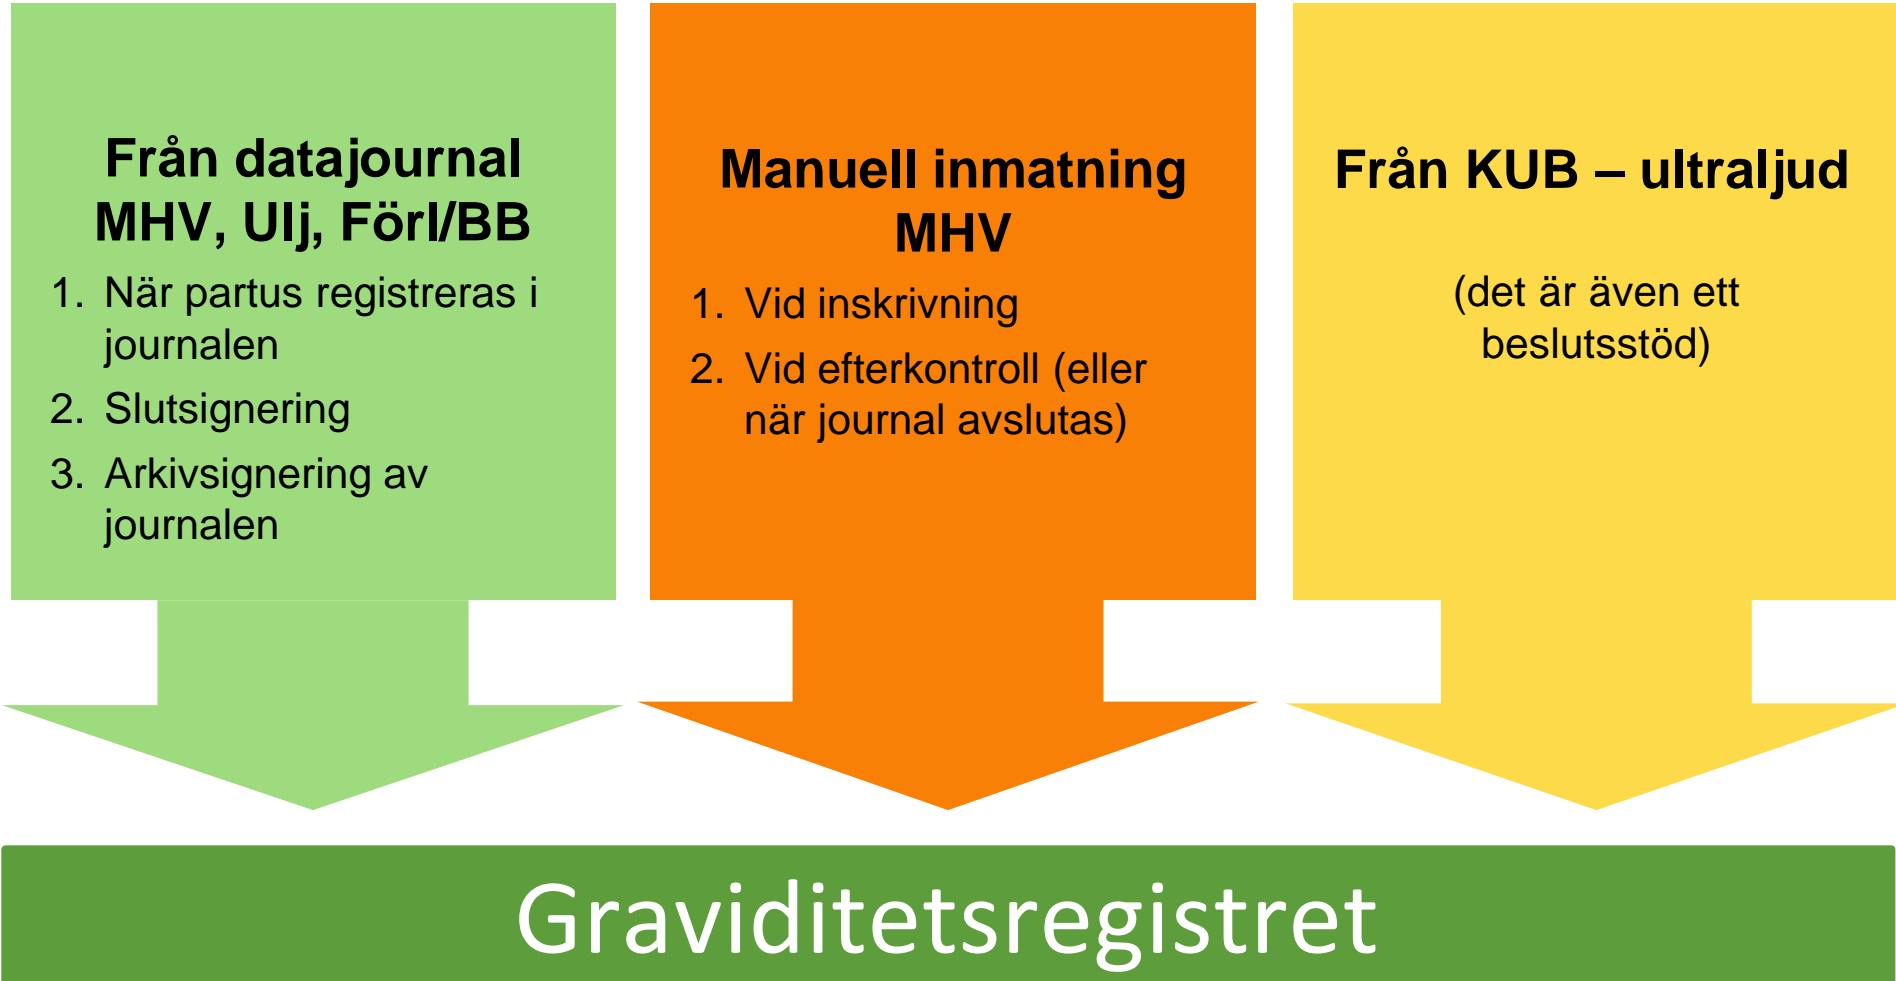 Från datajournal
MHV, Ulj, Förl/BB
1. När partus registreras i
journalen
2. Slutsignering
3. Arkivsignering av
journalen
Manuell inmatning
MHV
1. Vid inskrivning
2. Vid efterkontroll (eller
när journal avslutas)
Från KUB – ultraljud
(det är även ett
beslutsstöd)
Graviditetsregistret